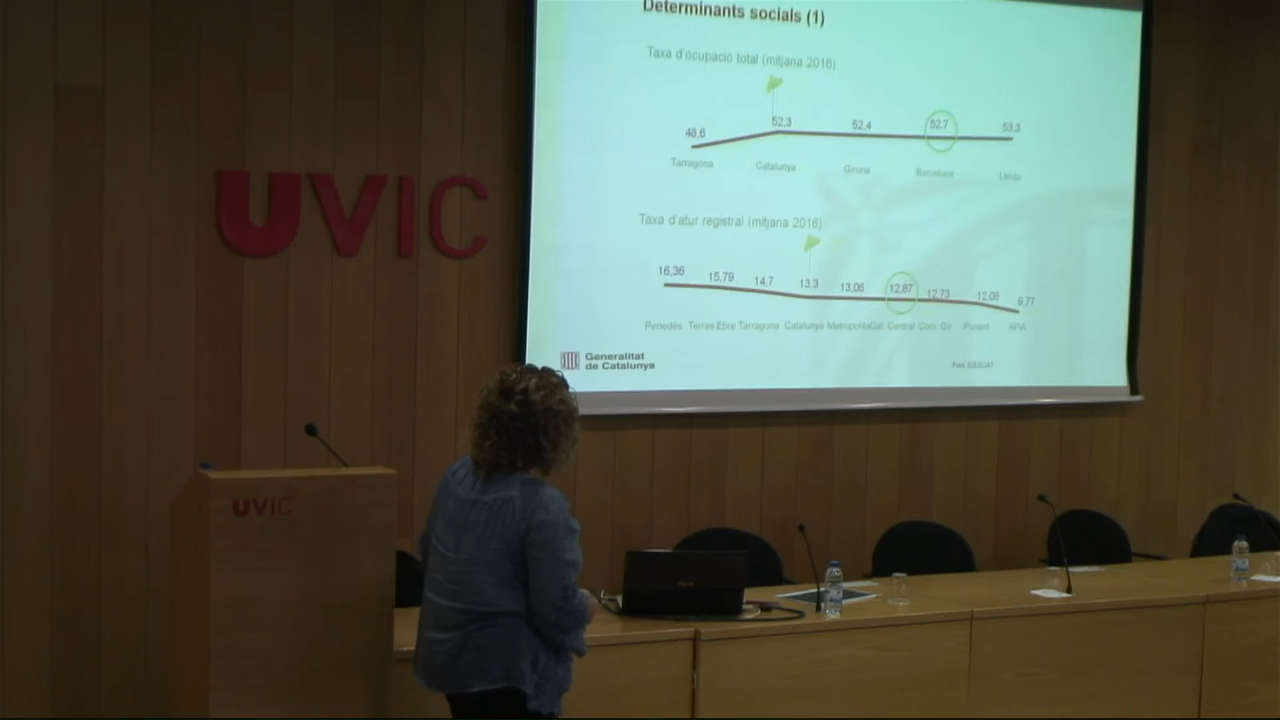 Determinants socials (1)
Taxa d'ocupació total (mitjana 2016)
48,6 52,3 52,4 52,7 53,3
Tarragona Catalunya Girona Barcelona Lleida
Taxa d'atur registral (mitjana 2016)
16,36 15,79 14,7 13,3 13,06 12,87 12,73 12,06 9,77
Penedès Terres Ebre Tarragona Catalunya Metropolità Cat. Central Com. Gir Ponent APiA
Generalitat
de Catalunya
Font IDESCAT
UVIC
UVIC